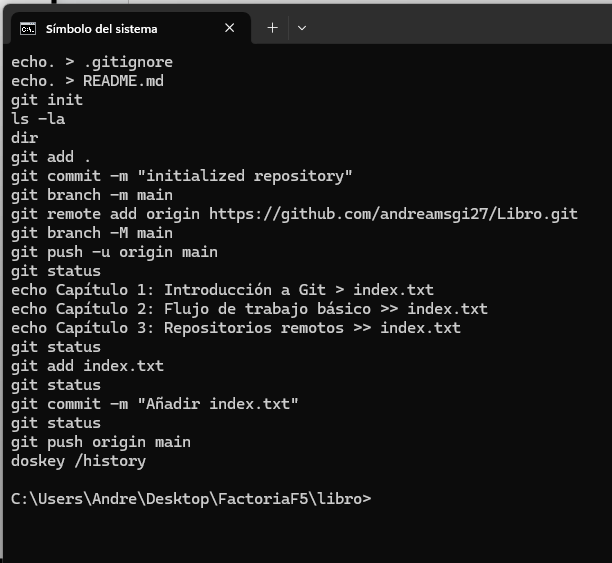 Símbolo del sistema
echo. > .gitignore
echo. > README.md
git init
ls -la
dir
git add .
git commit -m "initialized repository"
git branch -m main
git remote add origin https://github.com/andreamsgi27/Libro.git
git branch -M main
git push -u origin main
git status
echo Capítulo 1: Introducción a Git > index.txt
echo Capítulo 2: Flujo de trabajo básico >> index.txt
echo Capítulo 3: Repositorios remotos >> index.txt
git status
git add index.txt
git status
git commit -m "Añadir index.txt"
git status
git push origin main
doskey /history
C:\Users\Andre\Desktop\FactoriaF5\libro>